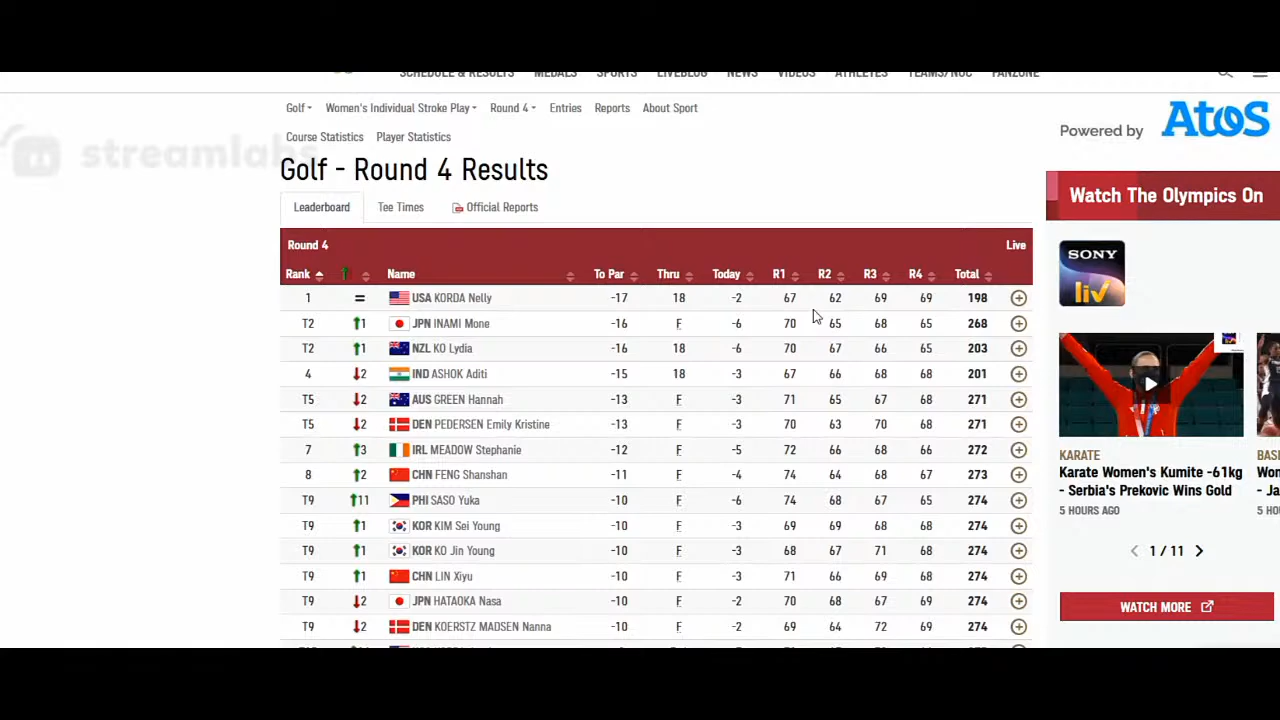 SCHEDULE & RESULTS MEDALS SPORTS LIVEBLOG NEWS VIDEOS ATHLETES TEAMS/NOC FANZONE
Golf Women's Individual Stroke Play Round 4 Entries Reports About Sport
Course Statistics Player Statistics
streamlabs
Powered by Atos
Golf - Round 4 Results
Watch The Olympics On
Leaderboard Tee Times Official Reports
Round 4 Live
Rank Name To Par Thru Today R1 R2 R3 R4 Total
1 = USA KORDA Nelly -17 18 -2 67 62 69 69 198
T2 1 JPN INAMI Mone -16 F -6 70 65 68 65 268
T2 1 NZL KO Lydia -16 18 -6 70 67 66 65 203
4 2 IND ASHOK Aditi -15 18 -3 67 66 68 68 201
T5 2 AUS GREEN Hannah -13 F -3 71 65 67 68 271
T5 2 DEN PEDERSEN Emily Kristine -13 F -3 70 63 70 68 271
7 3 IRL MEADOW Stephanie -12 F -5 72 66 68 66 272
8 2 CHN FENG Shanshan -11 F -4 74 64 68 67 273
T9 11 PHI SASO Yuka -10 F -6 74 68 67 65 274
T9 1 KOR KIM Sei Young -10 F -3 69 69 68 68 274
T9 1 KOR KO Jin Young -10 F -3 68 67 71 68 274
T9 1 CHN LIN Xiyu -10 F -3 71 66 69 68 274
T9 2 JPN HATAOKA Nasa -10 F -2 70 68 67 69 274
T9 2 DEN KOERSTZ MADSEN Nanna -10 F -2 69 64 72 69 274
SONY
liv
KARATE
Karate Women's Kumite -61kg
- Serbia's Prekovic Wins Gold
5 HOURS AGO
BAS
Wom
- Ja
5 HO
1 / 11
WATCH MORE